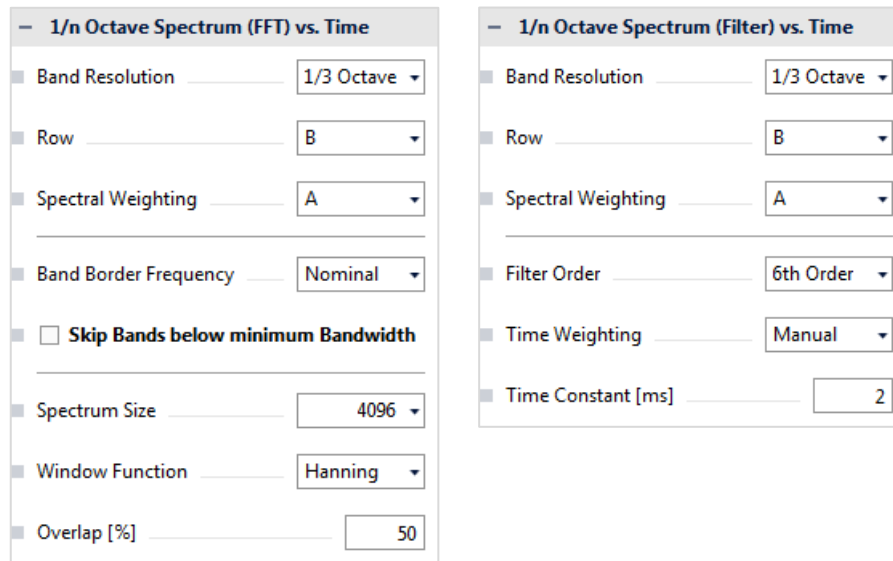 1/n Octave Spectrum (FFT) vs. Time
Band Resolution 1/3 Octave
Row B
Spectral Weighting A
Band Border Frequency Nominal
Skip Bands below minimum Bandwidth
Spectrum Size 4096
Window Function Hanning
Overlap [%] 50
1/n Octave Spectrum (Filter) vs. Time
Band Resolution 1/3 Octave
Row B
Spectral Weighting A
Filter Order 6th Order
Time Weighting Manual
Time Constant [ms] 2